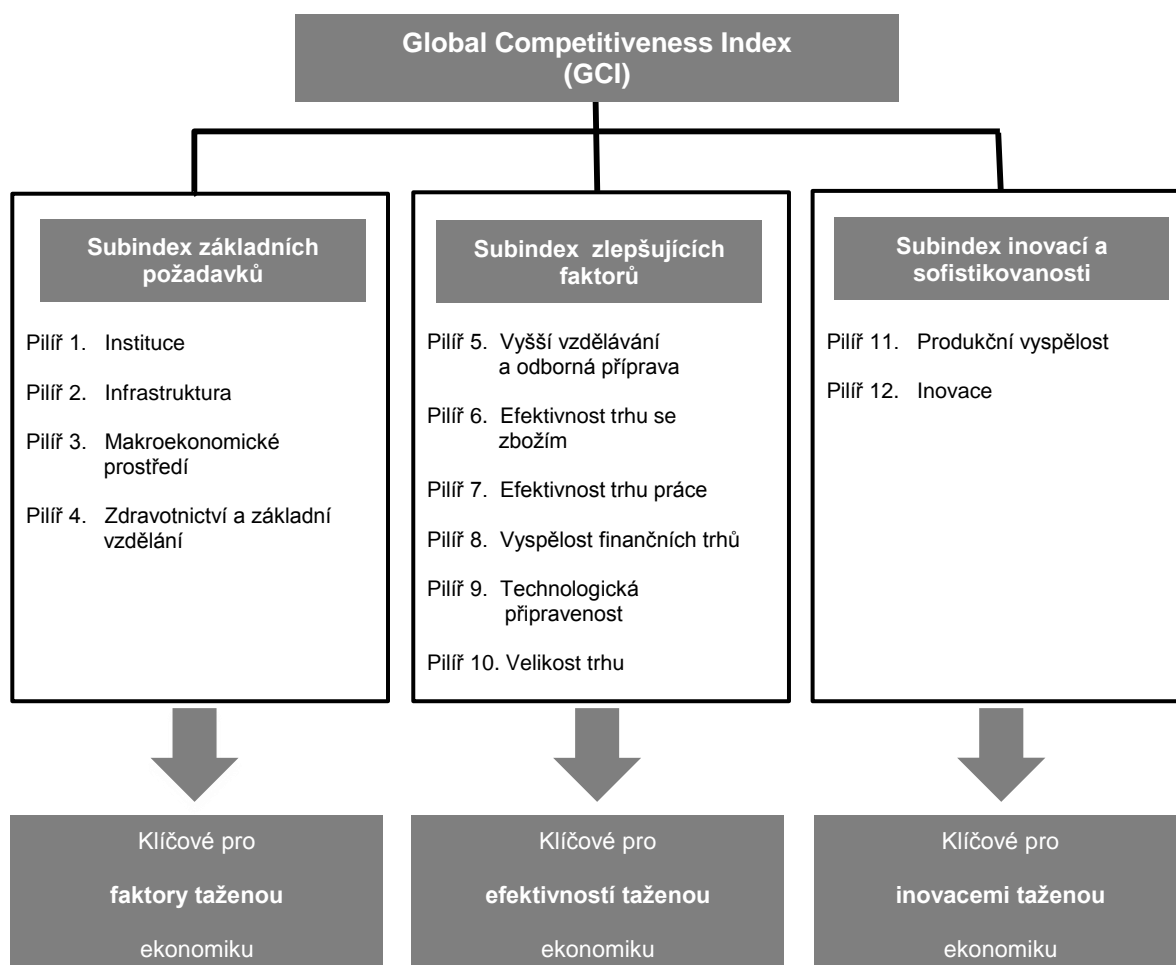 Global Competitiveness Index
(GCI)
Subindex základních
požadavků
Pilíř 1. Instituce
Pilíř 2. Infrastruktura
Pilíř 3. Makroekonomické
prostředí
Pilíř 4. Zdravotnictví a základní
vzdělání
Subindex zlepšujících
faktorů
Pilíř 5. Vyšší vzdělávání
a odborná příprava
Pilíř 6. Efektivnost trhu se
zbožím
Pilíř 7. Efektivnost trhu práce
Pilíř 8. Vyspělost finančních trhů
Pilíř 9. Technologická
připravenost
Pilíř 10. Velikost trhu
Subindex inovací a
sofistikovanosti
Pilíř 11. Produkční vyspělost
Pilíř 12. Inovace
Klíčové pro
faktory taženou
ekonomiku
Klíčové pro
efektivností taženou
ekonomiku
Klíčové pro
inovacemi taženou
ekonomiku